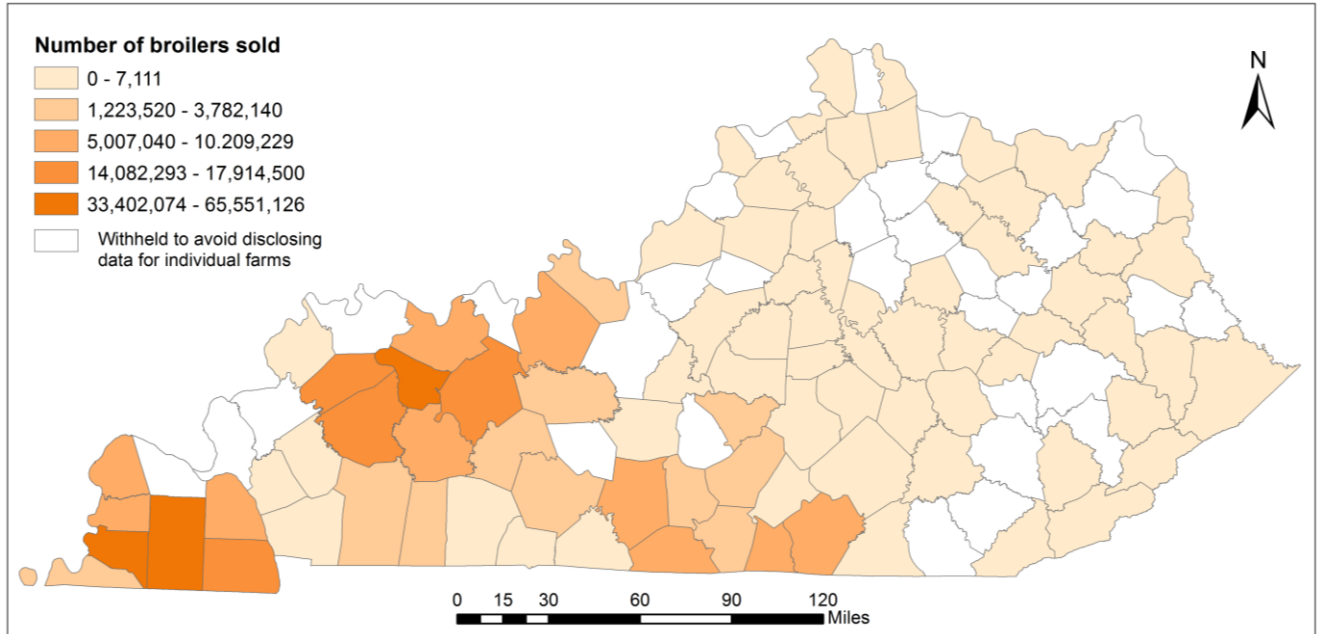 Number of broilers sold
0 - 7,111
1,223,520 - 3,782,140
5,007,040 - 10.209,229
14,082,293 - 17,914,500
33,402,074 - 65,551,126
Withheld to avoid disclosing
data for individual farms
N
0 15 30 60 90 120
Miles